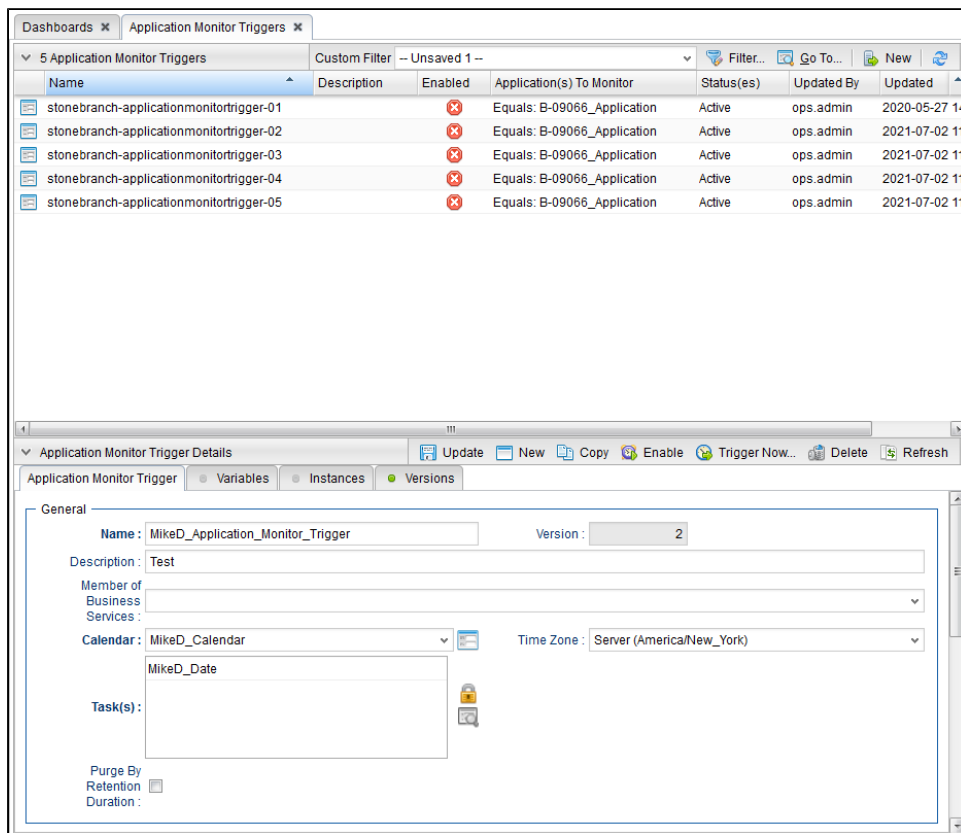 Dashboards Application Monitor Triggers
5 Application Monitor Triggers Custom Filter -- Unsaved 1 -- Filter... Go To... New
Name Description Enabled Application(s) To Monitor Status(es) Updated By Updated
stonebranch-applicationmonitortrigger-01 Equals: B-09066_Application Active ops.admin 2020-05-27 14
stonebranch-applicationmonitortrigger-02 Equals: B-09066_Application Active ops.admin 2021-07-02 11
stonebranch-applicationmonitortrigger-03 Equals: B-09066_Application Active ops.admin 2021-07-02 11
stonebranch-applicationmonitortrigger-04 Equals: B-09066_Application Active ops.admin 2021-07-02 11
stonebranch-applicationmonitortrigger-05 Equals: B-09066_Application Active ops.admin 2021-07-02 11
Application Monitor Trigger Details Update New Copy Enable Trigger Now... Delete Refresh
Application Monitor Trigger Variables Instances Versions
General
Name : MikeD_Application_Monitor_Trigger Version : 2
Description : Test
Member of
Business
Services :
Calendar : MikeD_Calendar Time Zone : Server (America/New_York)
MikeD_Date
Task(s) :
Purge By
Retention
Duration :